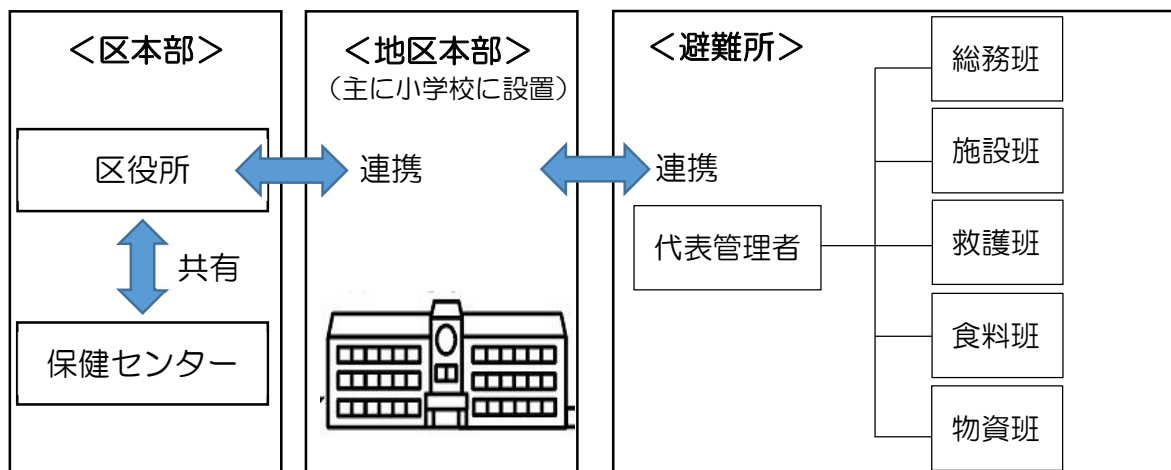 ＜区本部＞
区役所
共有
保健センター
連携
＜地区本部＞
（主に小学校に設置）
連携
＜避難所＞
代表管理者
総務班
施設班
救護班
食料班
物資班